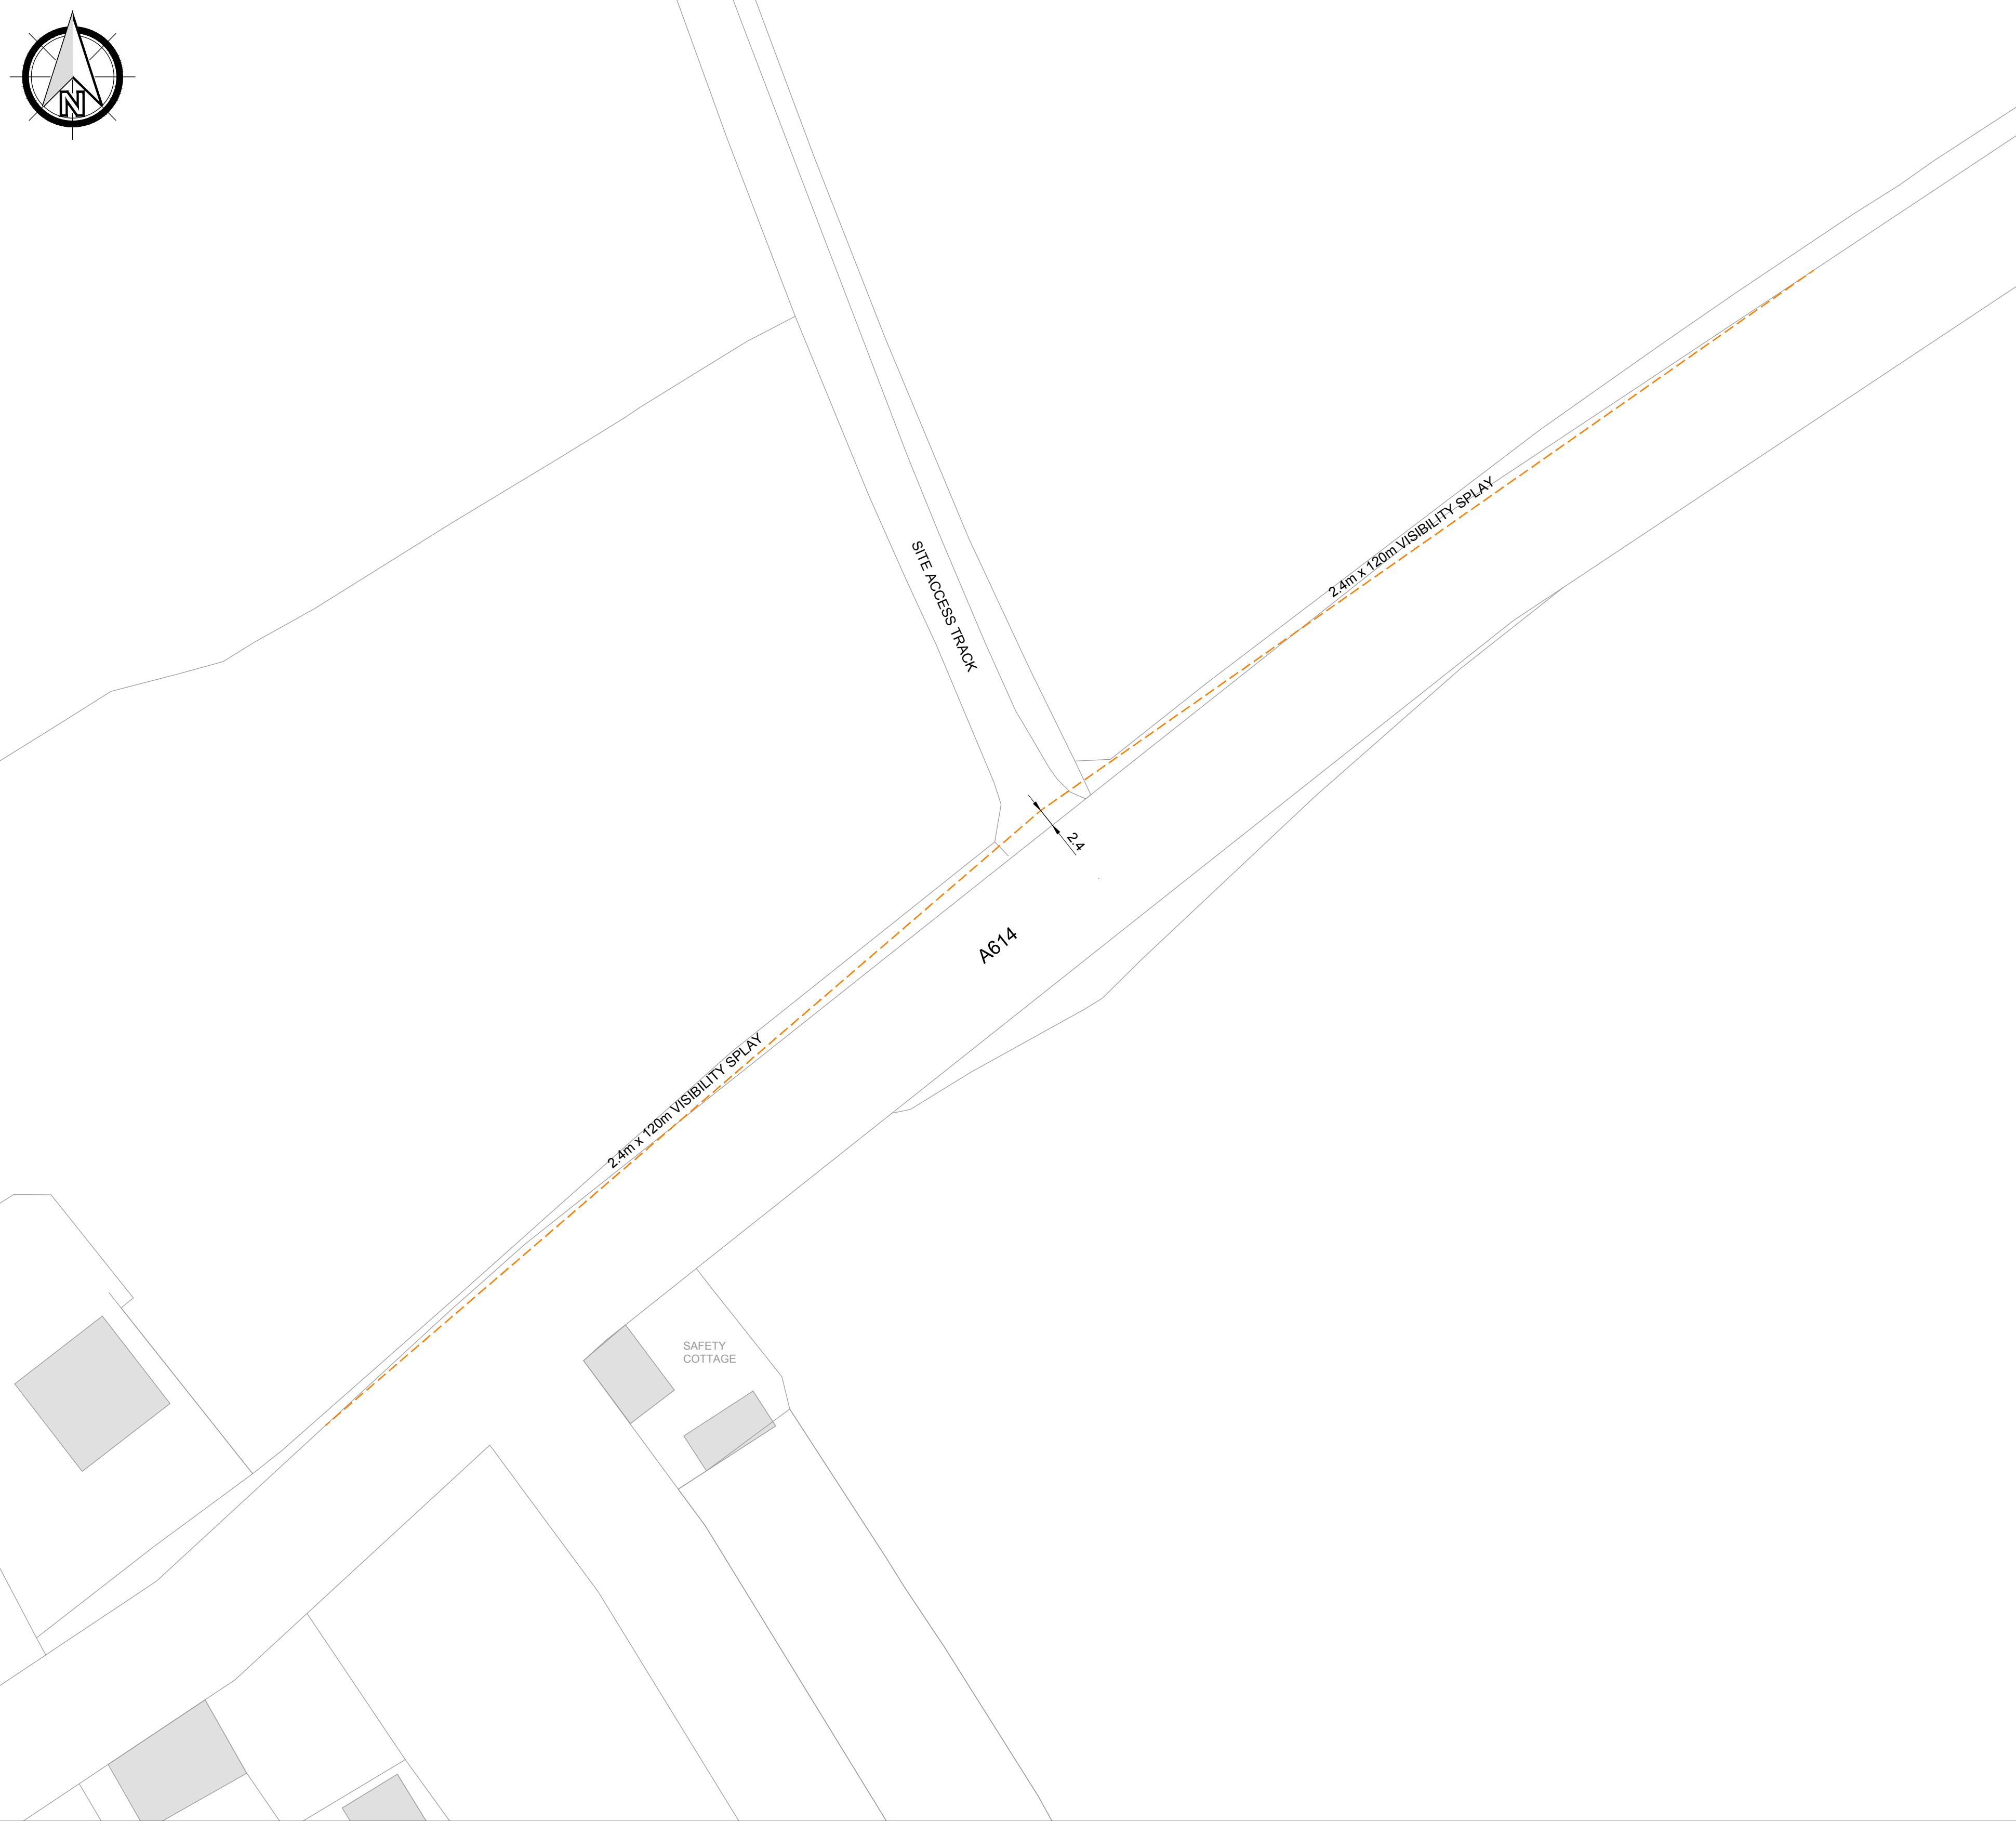 N
SITE ACCESS TRACK
2.4m x 120m VISIBILITY SPLAY
2.4
A614
2.4m x 120m VISIBILITY SPLAY
SAFETY
COTTAGE